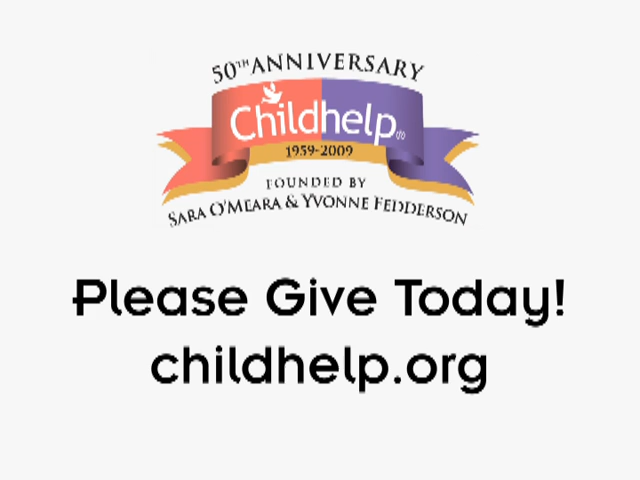 50TH ANNIVERSARY
Childhelp
1959-2009
FOUNDED BY
SARA O'MEARA & YVONNE FEDDERSON
Please Give Today!
childhelp.org